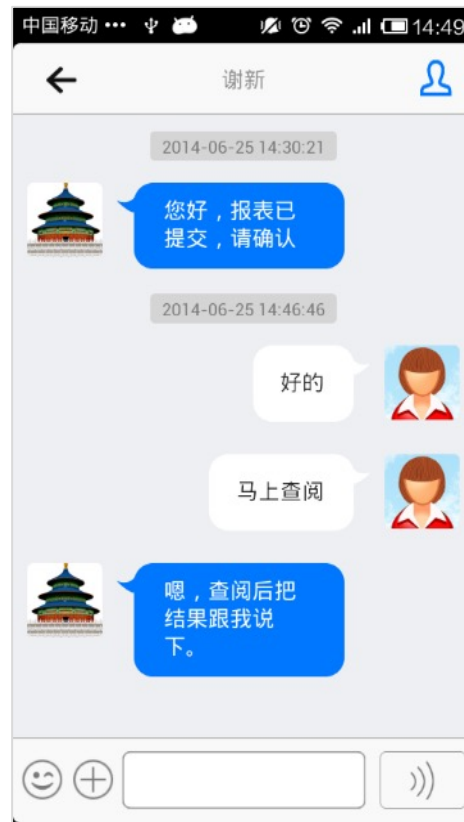 中国移动 ••• 14:49
谢新
2014-06-25 14:30:21
您好，报表已
提交，请确认
2014-06-25 14:46:46
好的
马上查阅
嗯，查阅后把
结果跟我说
下。